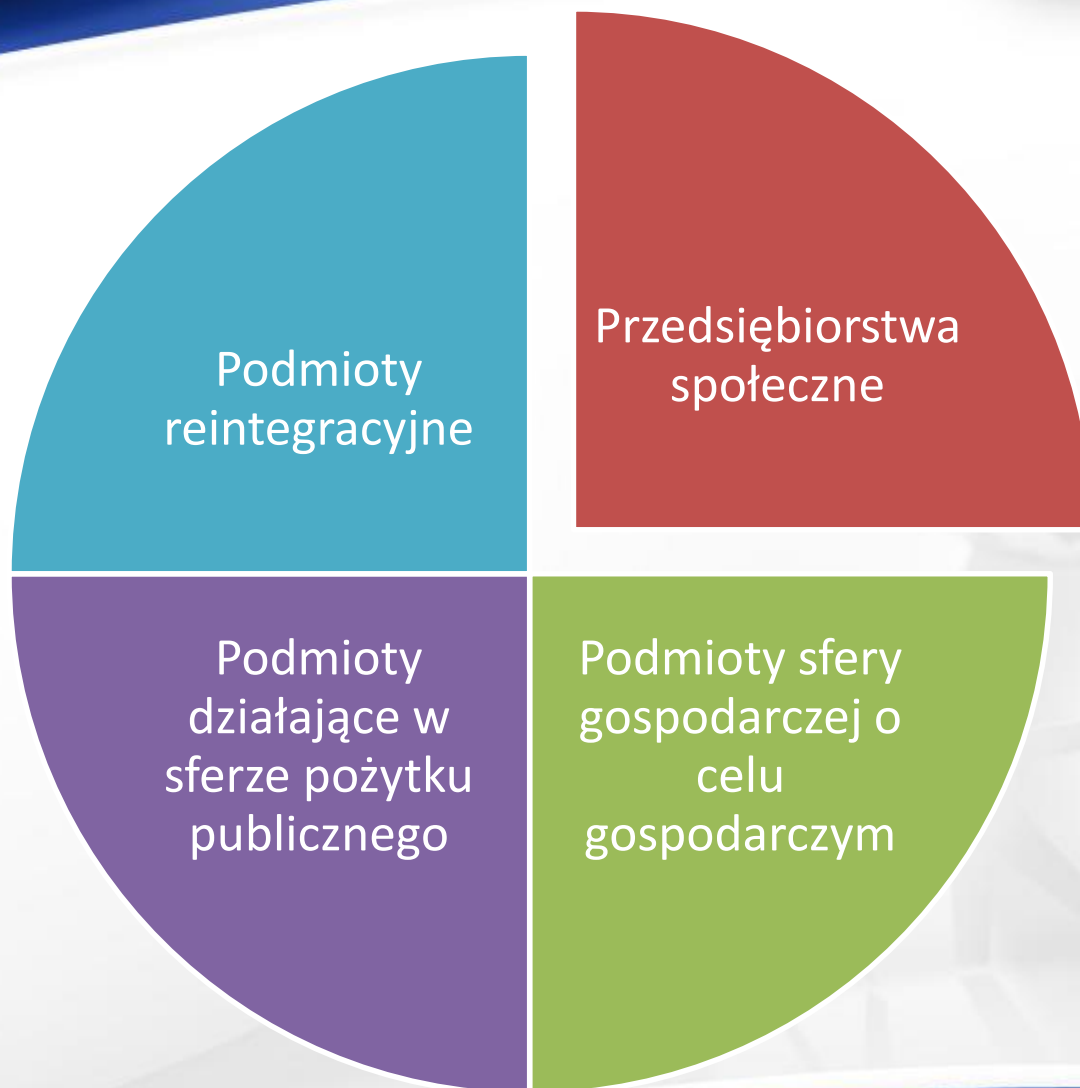 Przedsiębiorstwa
społeczne
Podmioty
reintegracyjne
Podmioty
działające w
sferze pożytku
publicznego
Podmioty sfery
gospodarczej o
celu
gospodarczym